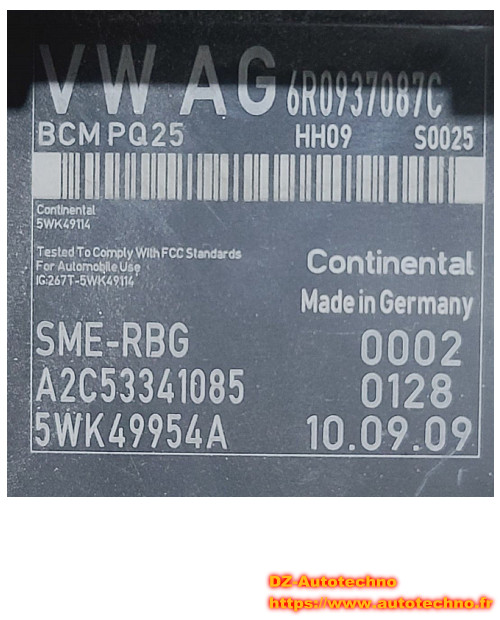 VW AG 6R0937087C
BCM PQ25 HH09 S0025
Continental
5WK49114
Tested To Comply With FCC Standards
For Automobile Use
IG:267T-5WK49114
Continental
Made in Germany
SME-RBG 0002
A2C53341085 0128
5WK49954A 10.09.09
DZ-Autotechno
https://www.autotechno.fr